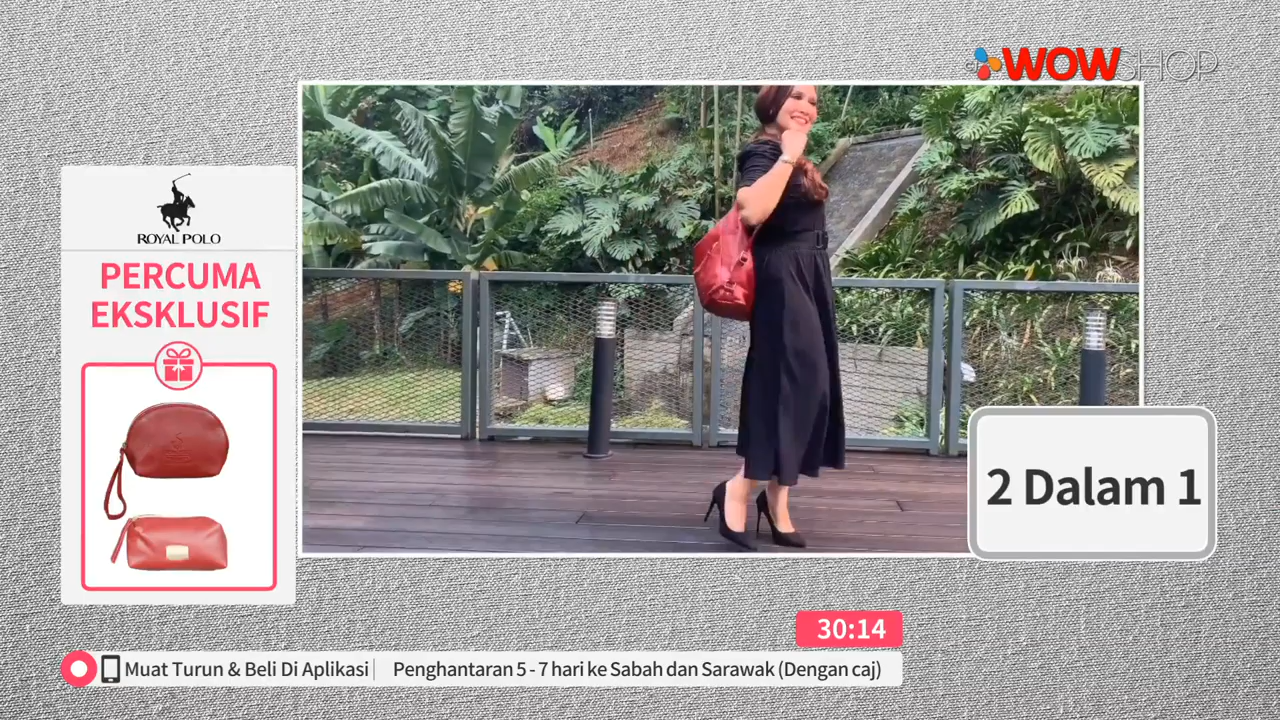 WOWSHOP
ROYAL POLO
PERCUMA
EKSKLUSIF
2 Dalam 1
30:14
Muat Turun & Beli Di Aplikasi
Penghantaran 5 - 7 hari ke Sabah dan Sarawak (Dengan caj)